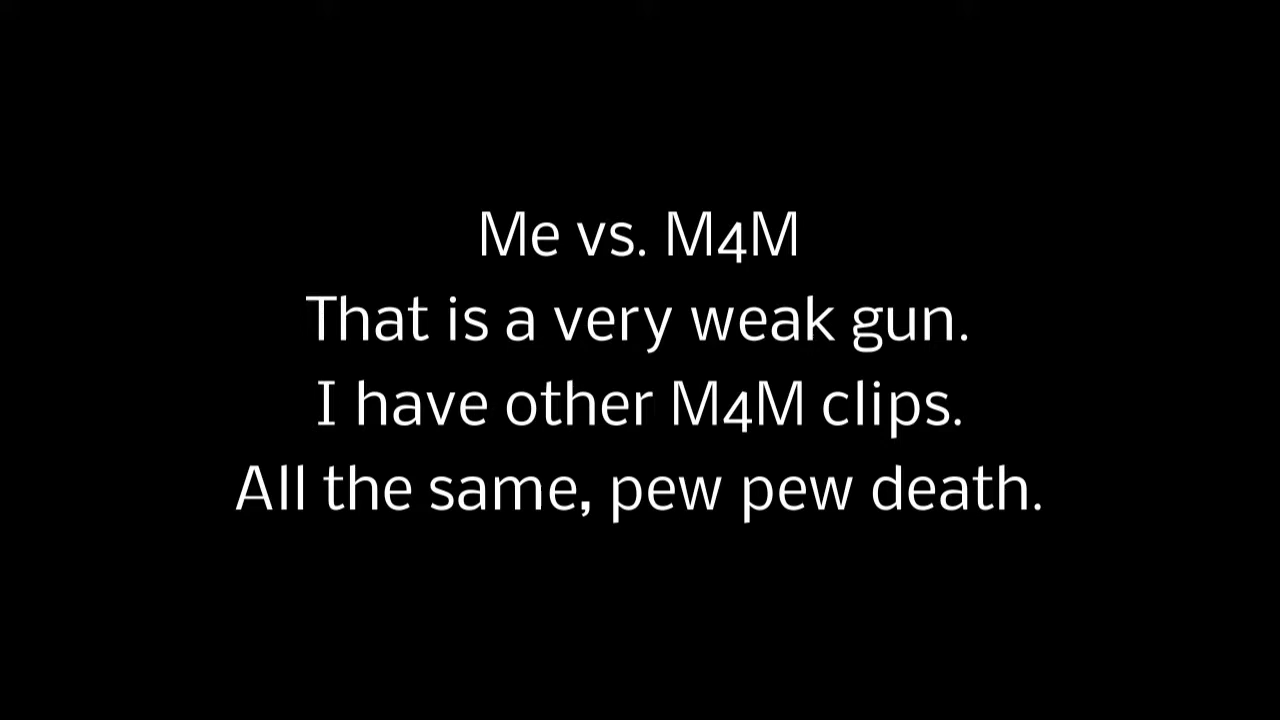 Me vs. M4M
That is a very weak gun.
I have other M4M clips.
All the same, pew pew death.